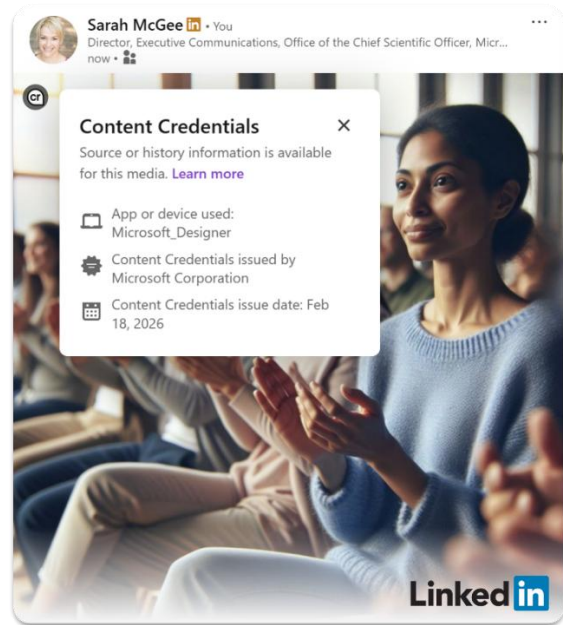 Sarah McGee in • You
Director, Executive Communications, Office of the Chief Scientific Officer, Micr...
now •
cr
Content Credentials
Source or history information is available
for this media. Learn more
App or device used:
Microsoft_Designer
Content Credentials issued by
Microsoft Corporation
Content Credentials issue date: Feb
18, 2026
LinkedIn